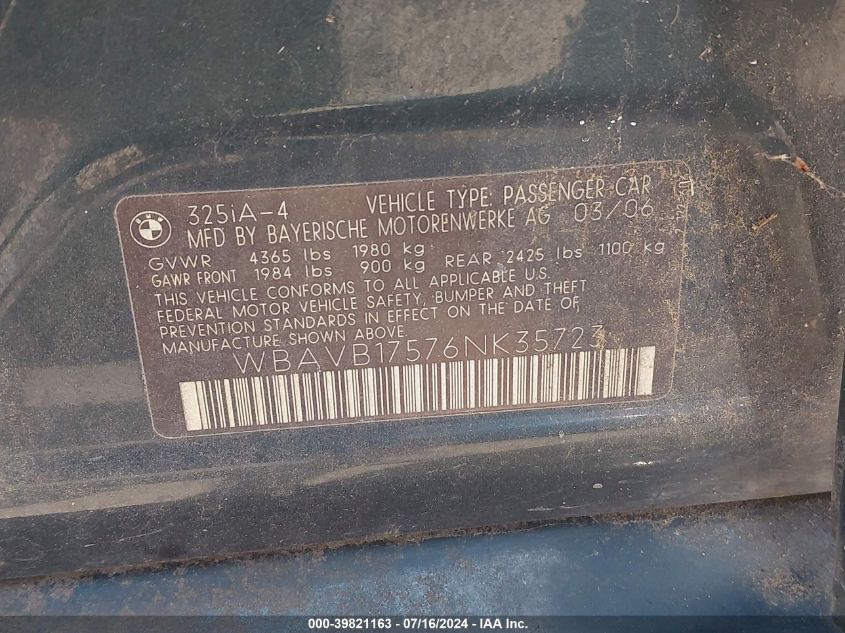 BMW
325iA-4 VEHICLE TYPE: PASSENGER CAR
MFD BY BAYERISCHE MOTORENWERKE AG 03/06
GVWR 4365 lbs 1980 kg
GAWR FRONT 1984 lbs 900 kg REAR 2425 lbs 1100 kg
THIS VEHICLE CONFORMS TO ALL APPLICABLE U.S.
FEDERAL MOTOR VEHICLE SAFETY, BUMPER AND THEFT
PREVENTION STANDARDS IN EFFECT ON THE DATE OF
MANUFACTURE SHOWN ABOVE.
WBAVB17576NK35723
000-39821163 - 07/16/2024 - IAA Inc.